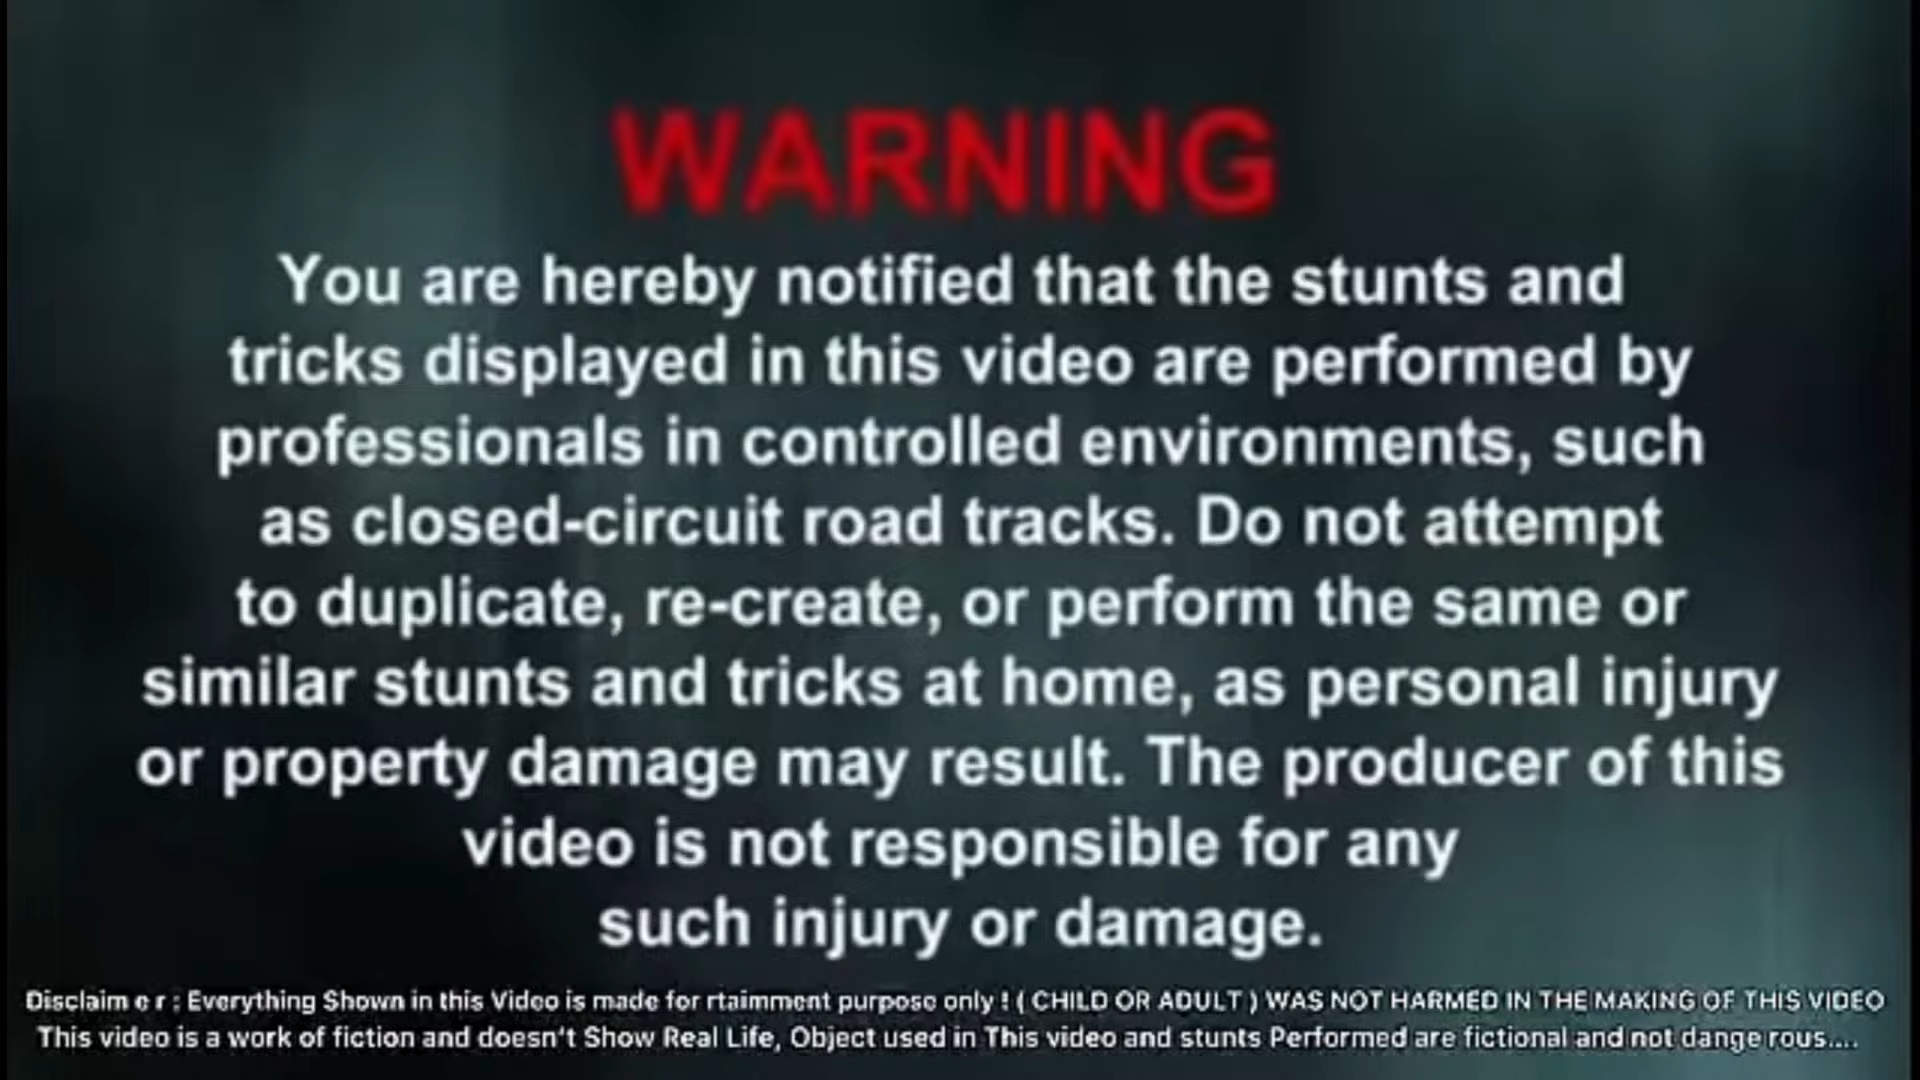 WARNING
You are hereby notified that the stunts and
tricks displayed in this video are performed by
professionals in controlled environments, such
as closed-circuit road tracks. Do not attempt
to duplicate, re-create, or perform the same or
similar stunts and tricks at home, as personal injury
or property damage may result. The producer of this
video is not responsible for any
such injury or damage.
Disclaim e r : Everything Shown in this Video is made for rtaimment purpose only ! ( CHILD OR ADULT ) WAS NOT HARMED IN THE MAKING OF THIS VIDEO
This video is a work of fiction and doesn't Show Real Life, Object used in This video and stunts Performed are fictional and not dange rous....